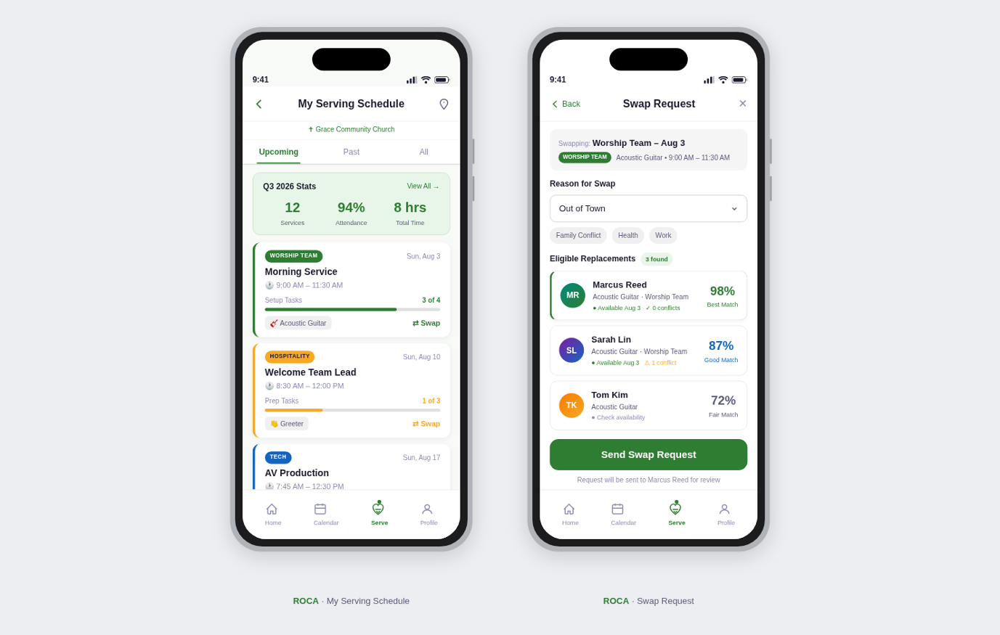 9:41
My Serving Schedule
✝ Grace Community Church
Upcoming Past All
Q3 2026 Stats View All →
12 94% 8 hrs
Services Attendance Total Time
WORSHIP TEAM Sun, Aug 3
Morning Service
🕐 9:00 AM – 11:30 AM
Setup Tasks 3 of 4
🎸 Acoustic Guitar ⇄ Swap
HOSPITALITY Sun, Aug 10
Welcome Team Lead
🕐 8:30 AM – 12:00 PM
Prep Tasks 1 of 3
👋 Greeter ⇄ Swap
TECH Sun, Aug 17
AV Production
🕐 7:45 AM – 12:30 PM
Home Calendar Serve Profile
ROCA · My Serving Schedule
9:41
Back Swap Request ✕
Swapping: Worship Team – Aug 3
WORSHIP TEAM Acoustic Guitar • 9:00 AM – 11:30 AM
Reason for Swap
Out of Town
Family Conflict Health Work
Eligible Replacements 3 found
MR Marcus Reed 98%
Acoustic Guitar · Worship Team
● Available Aug 3 ✓ 0 conflicts Best Match
SL Sarah Lin 87%
Acoustic Guitar · Worship Team
● Available Aug 3 ⚠ 1 conflict Good Match
TK Tom Kim 72%
Acoustic Guitar
● Check availability Fair Match
Send Swap Request
Request will be sent to Marcus Reed for review
Home Calendar Serve Profile
ROCA · Swap Request